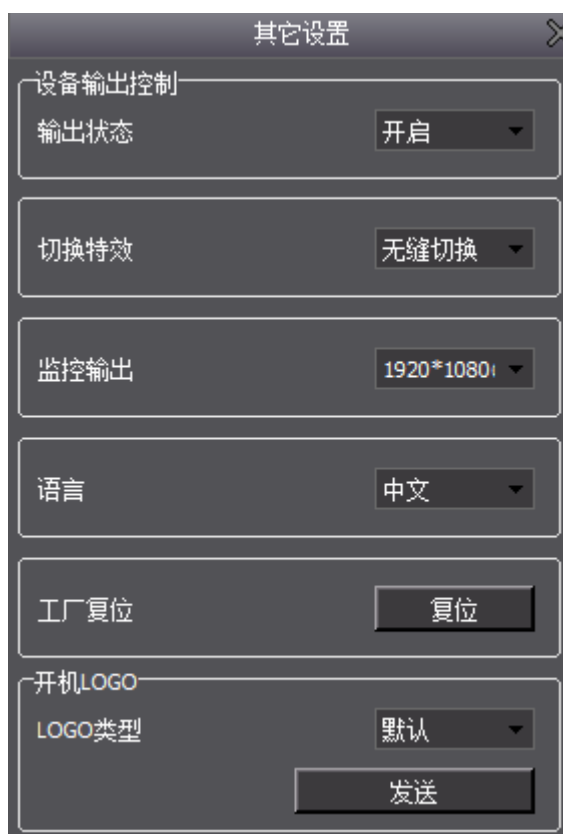 其它设置
设备输出控制
输出状态 开启
切换特效 无缝切换
监控输出 1920*1080
语言 中文
工厂复位 复位
开机LOGO
LOGO类型 默认
发送